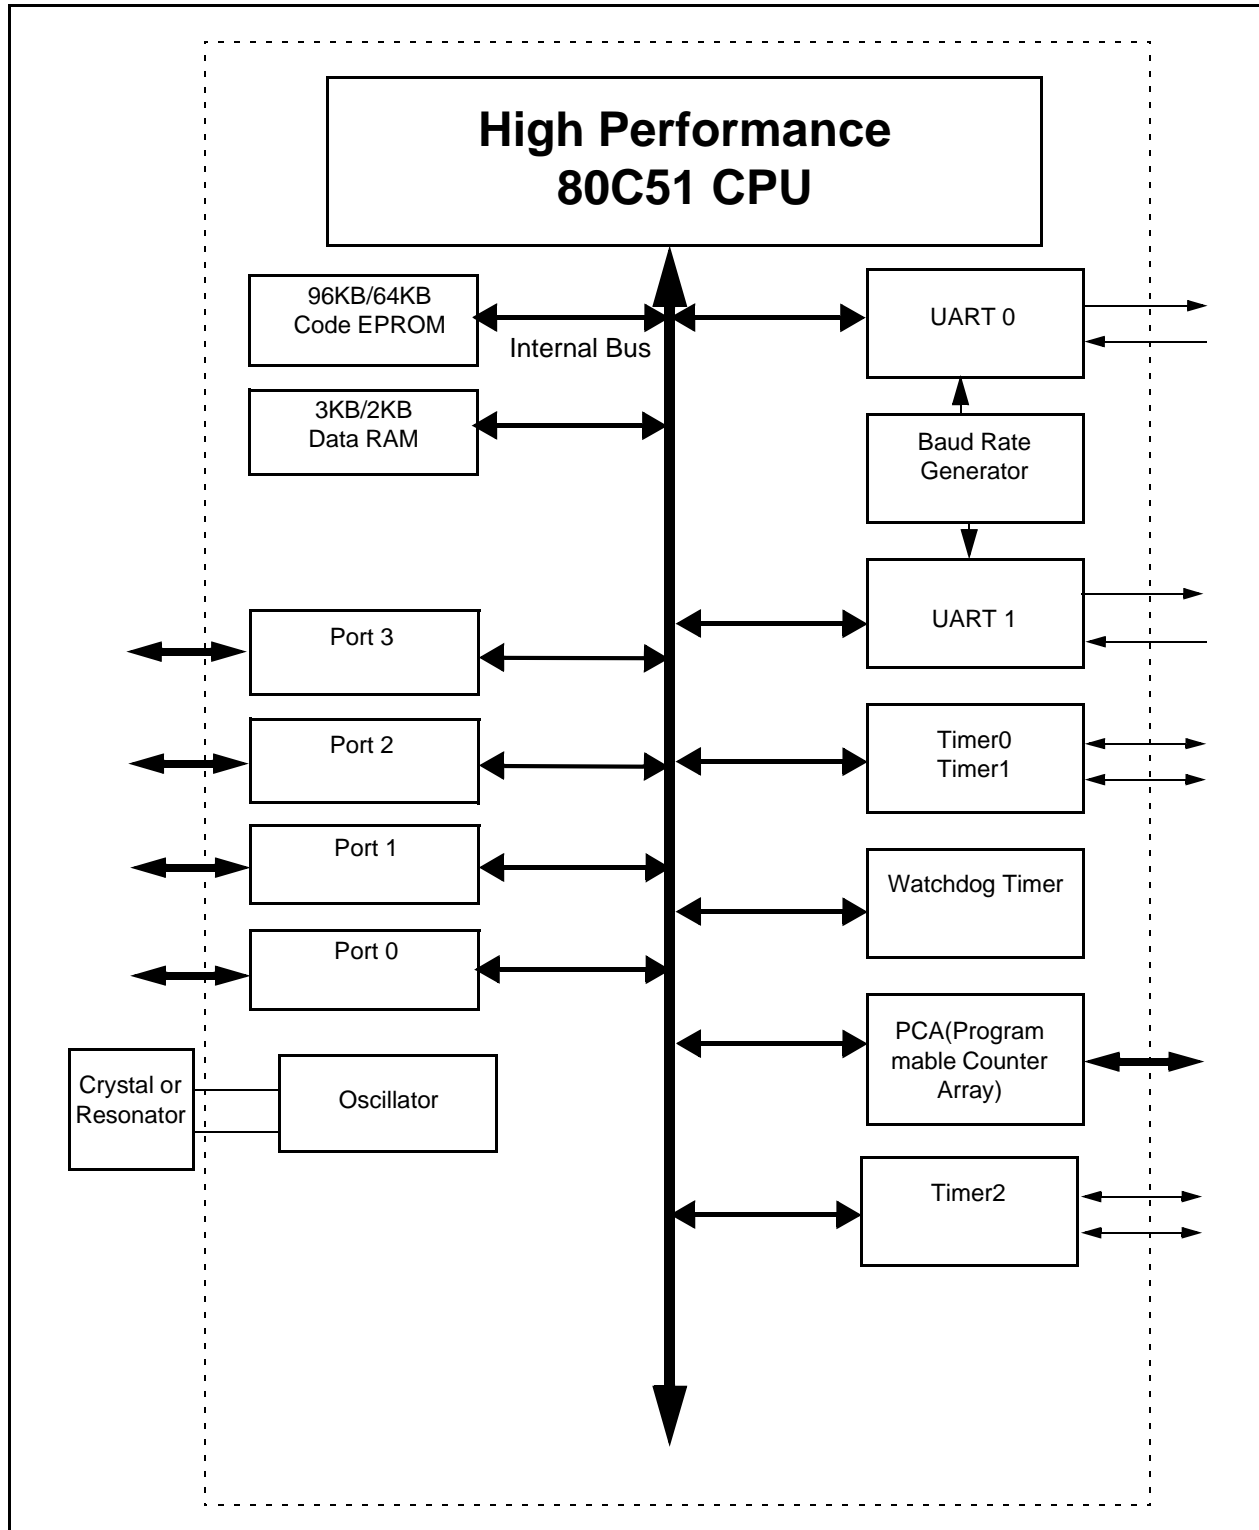 High Performance
80C51 CPU
96KB/64KB
Code EPROM
Internal Bus
3KB/2KB
Data RAM
Port 3
Port 2
Port 1
Port 0
Crystal or
Resonator
Oscillator
UART 0
Baud Rate
Generator
UART 1
Timer0
Timer1
Watchdog Timer
PCA(Program
mable Counter
Array)
Timer2